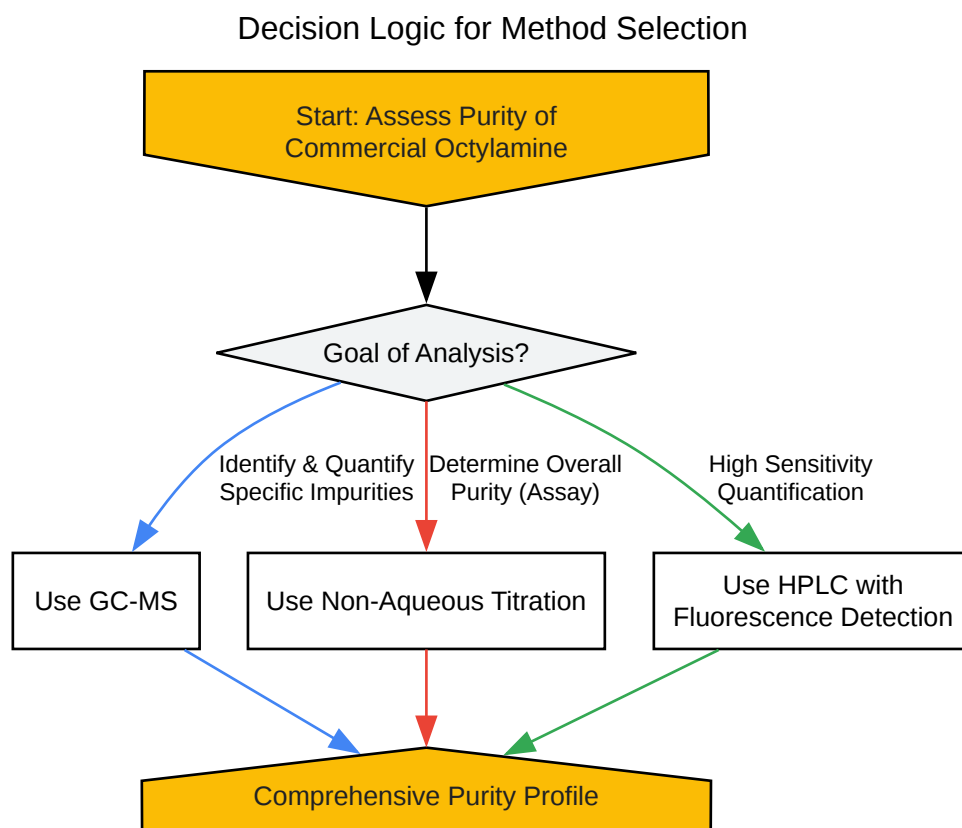 Decision Logic for Method Selection
Start: Assess Purity of
Commercial Octylamine
Goal of Analysis?
Identify & Quantify
Specific Impurities
Determine Overall
Purity (Assay)
High Sensitivity
Quantification
Use GC-MS
Use Non-Aqueous Titration
Use HPLC with
Fluorescence Detection
Comprehensive Purity Profile